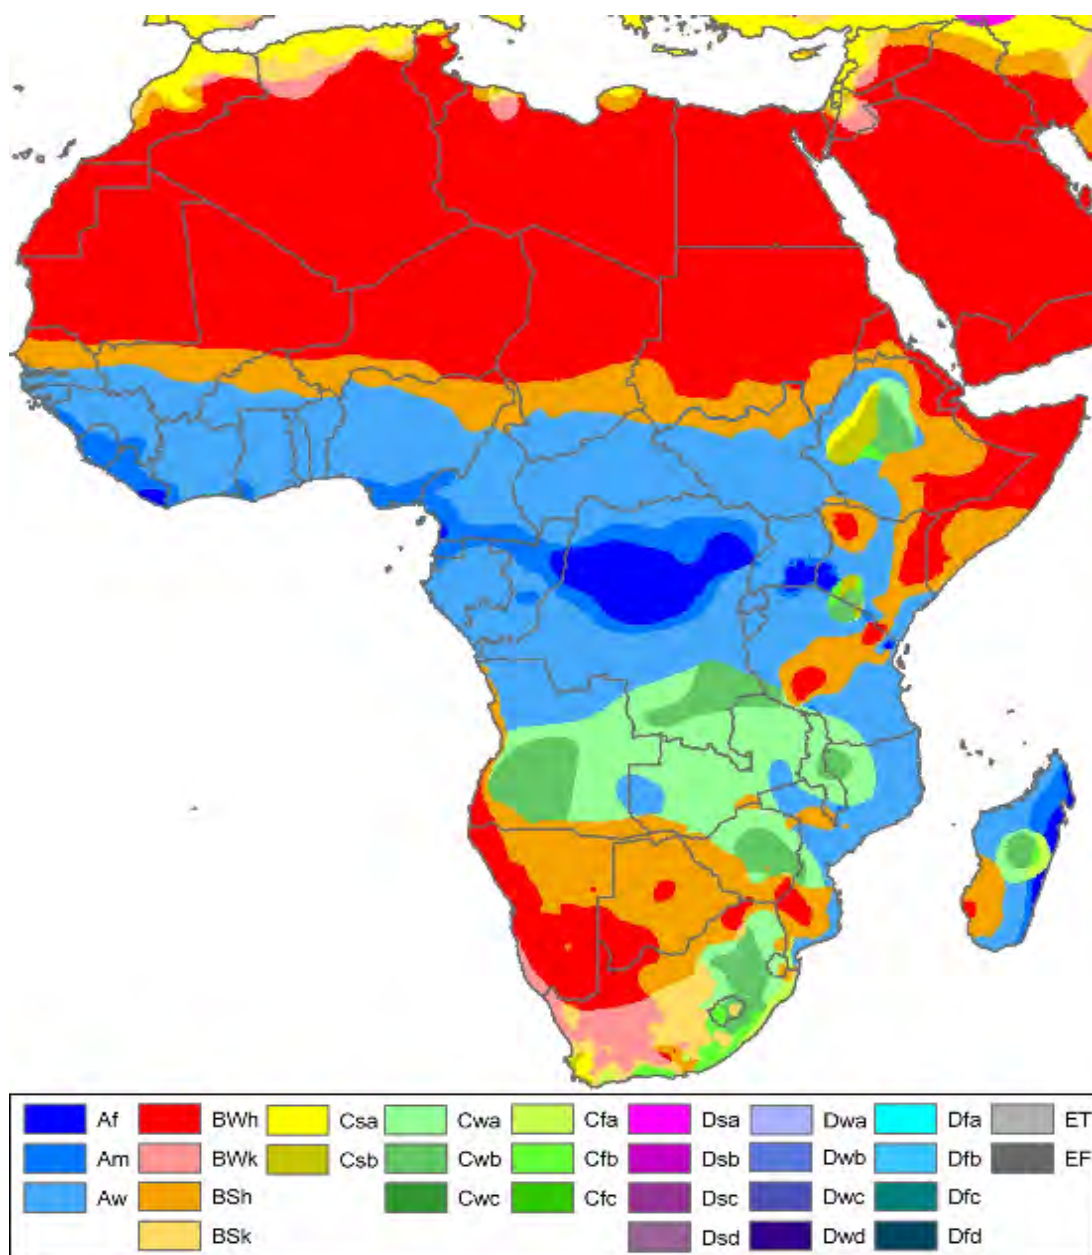 Af BWh Csa Cwa Cfa Dsa Dwa Dfa ET
Am BWk Csb Cwb Cfb Dsb Dwb Dfb EF
Aw BSh Cwc Cfc Dsc Dwc Dfc
BSk Dsd Dwd Dfd